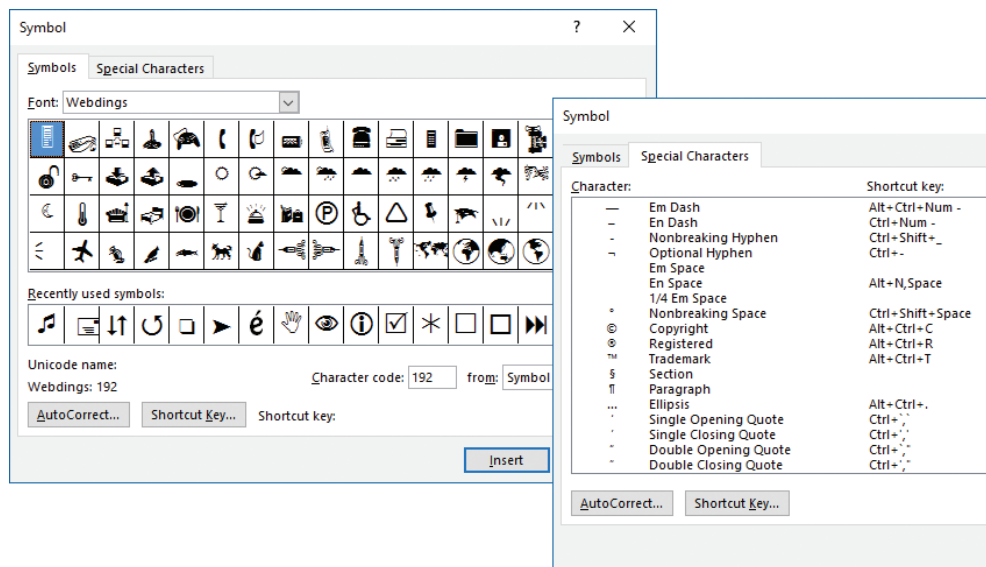 Symbol
? ×
Symbols Special Characters
Font: Webdings
Recently used symbols:
Unicode name:
Webdings: 192
Character code: 192 from: Symbol
AutoCorrect... Shortcut Key... Shortcut key:
Insert
Symbol
Symbols Special Characters
Character: Shortcut key:
— Em Dash Alt+Ctrl+Num -
– En Dash Ctrl+Num -
- Nonbreaking Hyphen Ctrl+Shift+_
¬ Optional Hyphen Ctrl+-
Em Space
En Space Alt+N,Space
1/4 Em Space
° Nonbreaking Space Ctrl+Shift+Space
© Copyright Alt+Ctrl+C
® Registered Alt+Ctrl+R
™ Trademark Alt+Ctrl+T
§ Section
¶ Paragraph
... Ellipsis Alt+Ctrl+.
‘ Single Opening Quote Ctrl+`,`
’ Single Closing Quote Ctrl+','
“ Double Opening Quote Ctrl+`,"
” Double Closing Quote Ctrl+',"
AutoCorrect... Shortcut Key...